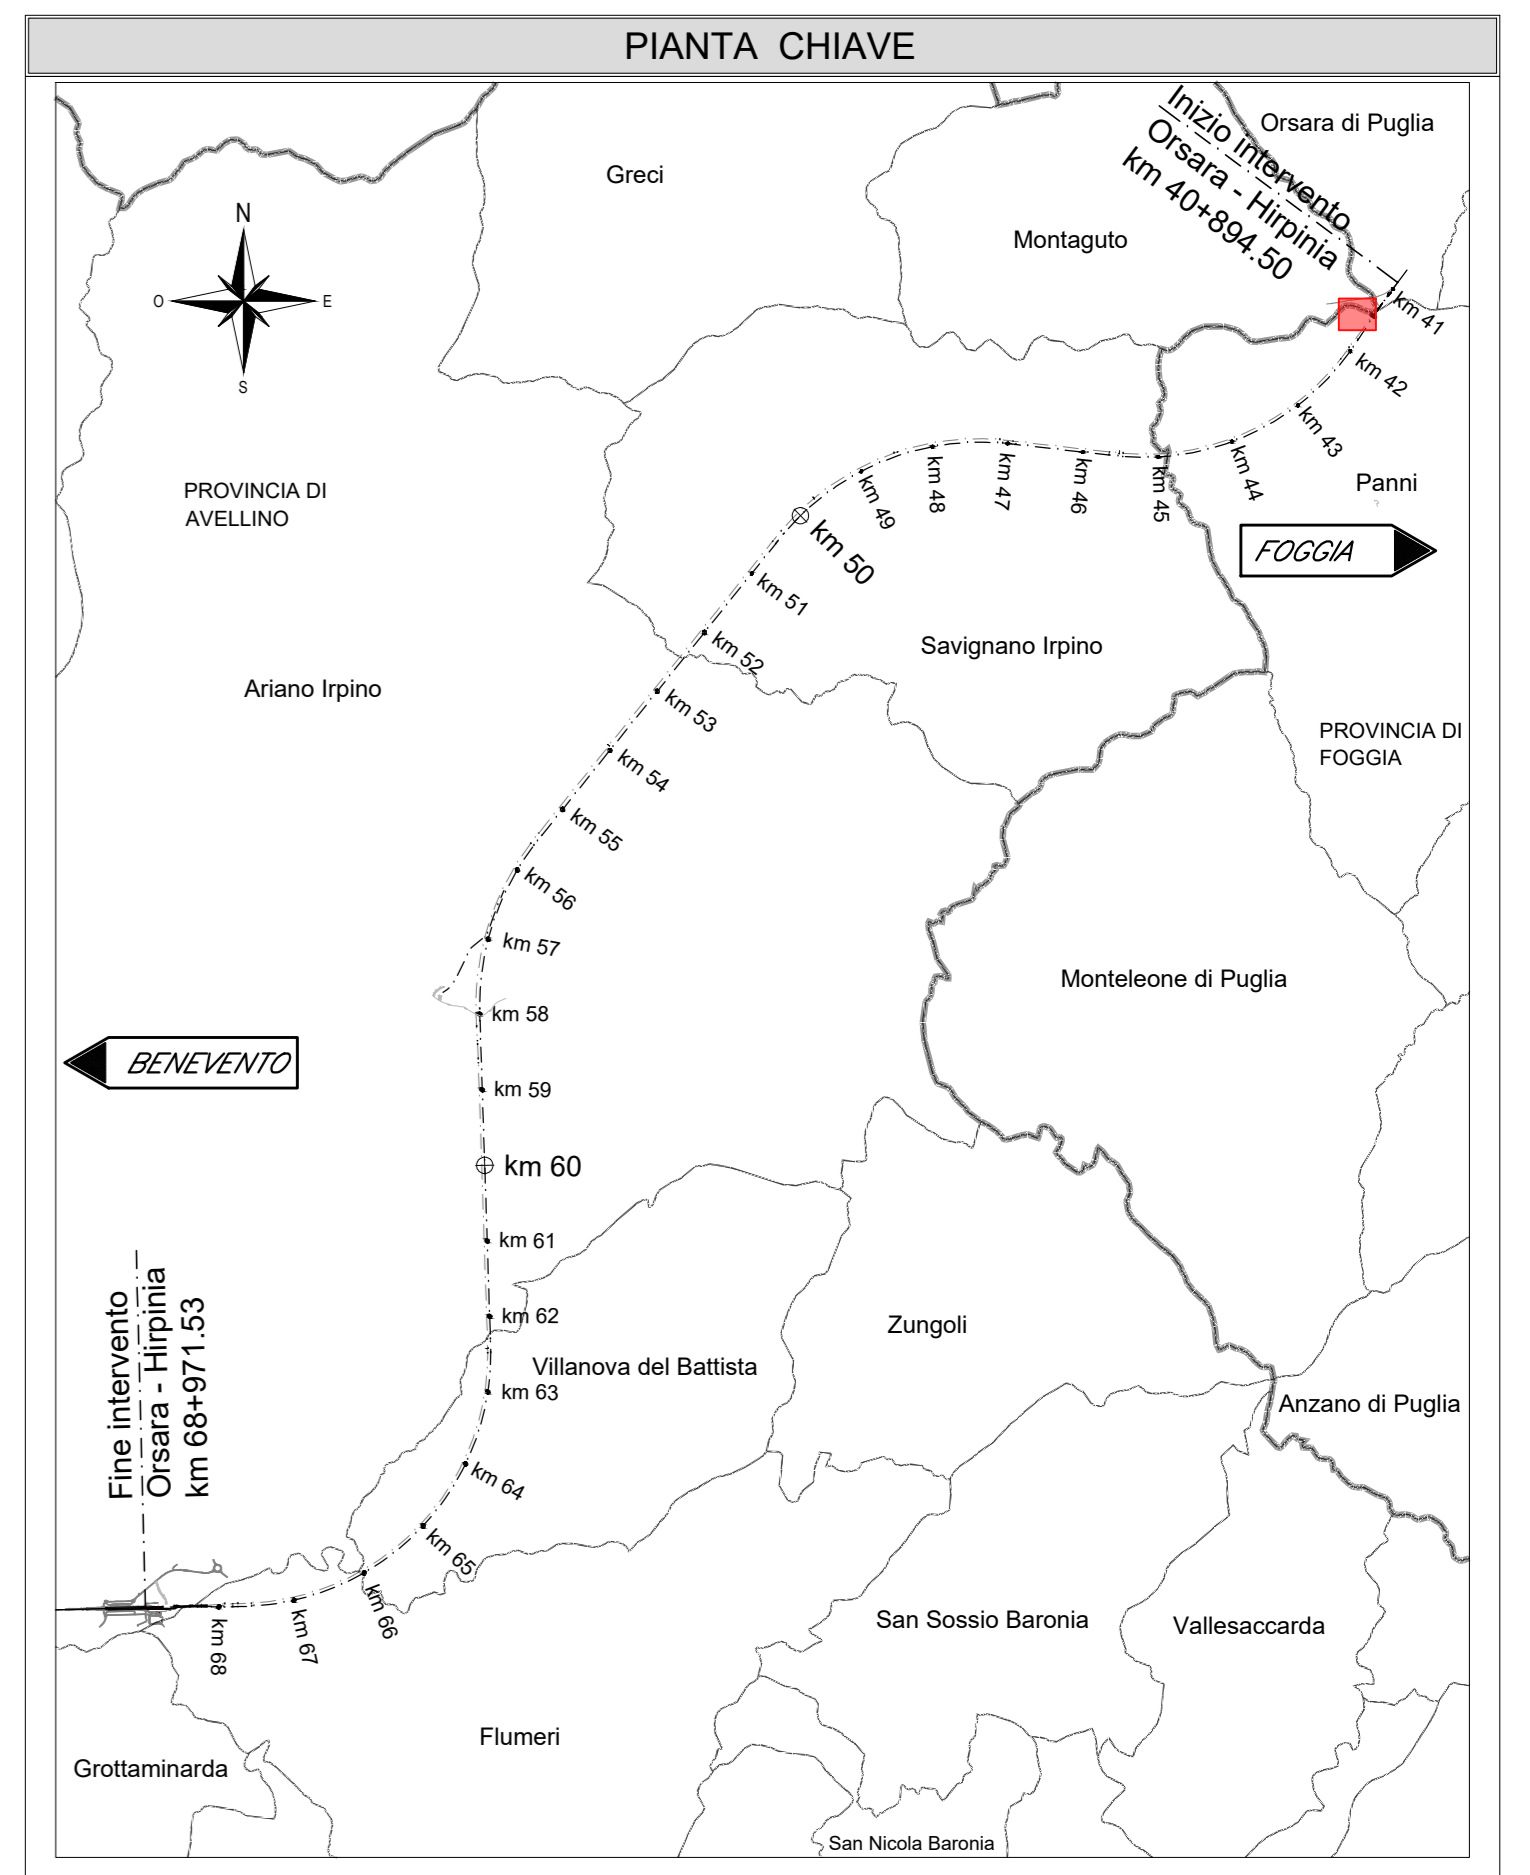 PIANTA CHIAVE
Inizio intervento
Orsara - Hirpinia
km 40+894.50
Orsara di Puglia
Greci
Montaguto
N
O
E
S
km 41
km 42
km 43
km 44
km 45
km 46
km 47
km 48
km 49
km 50
Panni
?
PROVINCIA DI
AVELLINO
FOGGIA
km 51
km 52
Savignano Irpino
Ariano Irpino
km 53
PROVINCIA DI
FOGGIA
km 54
km 55
km 56
km 57
Monteleone di Puglia
km 58
BENEVENTO
km 59
km 60
km 61
km 62
Zungoli
Villanova del Battista
km 63
Fine intervento
Orsara - Hirpinia
km 68+971.53
Anzano di Puglia
km 64
km 65
km 66
km 67
km 68
San Sossio Baronia
Vallesaccarda
Flumeri
Grottaminarda
San Nicola Baronia